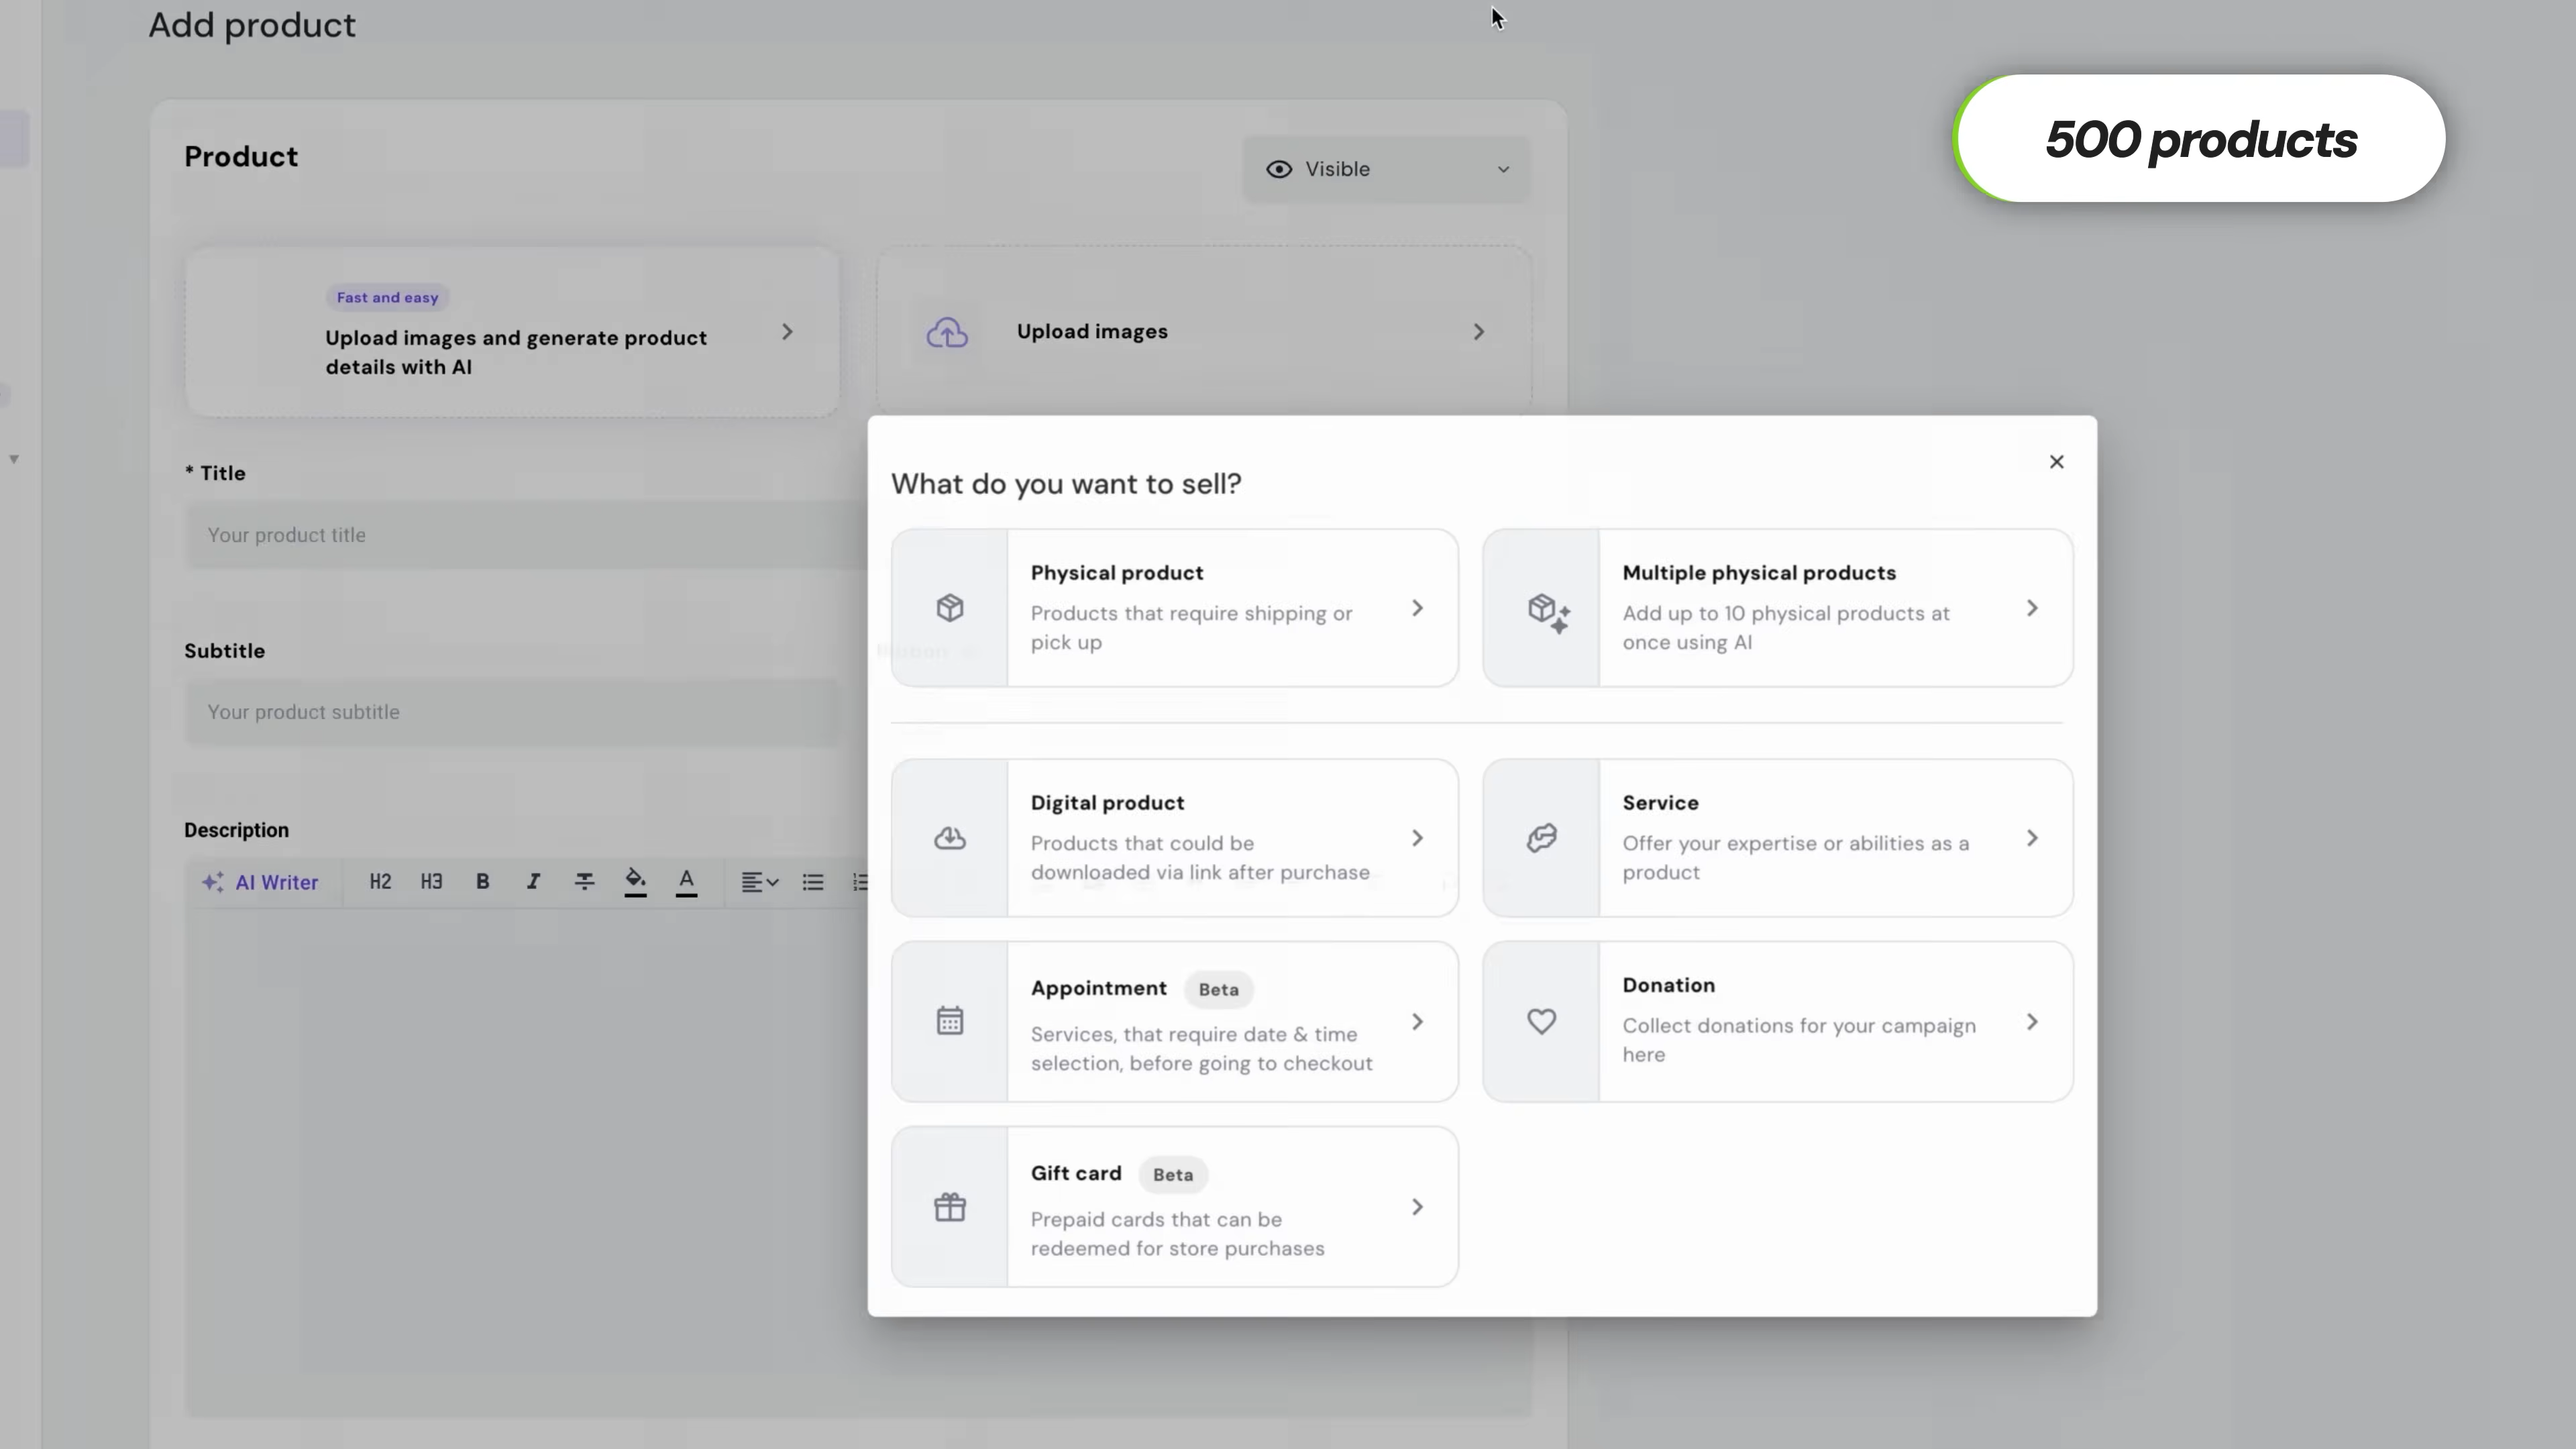 Add product
500 products
Product
Visible
Fast and easy
Upload images and generate product
details with AI
Upload images
* Title
Your product title
Subtitle
Your product subtitle
Description
AI Writer
H2
H3
B
I
T
A
What do you want to sell?
Physical product
Products that require shipping or
pick up
Multiple physical products
Add up to 10 physical products at
once using AI
Digital product
Products that could be
downloaded via link after purchase
Service
Offer your expertise or abilities as a
product
Appointment
Beta
Services, that require date & time
selection, before going to checkout
Donation
Collect donations for your campaign
here
Gift card
Beta
Prepaid cards that can be
redeemed for store purchases